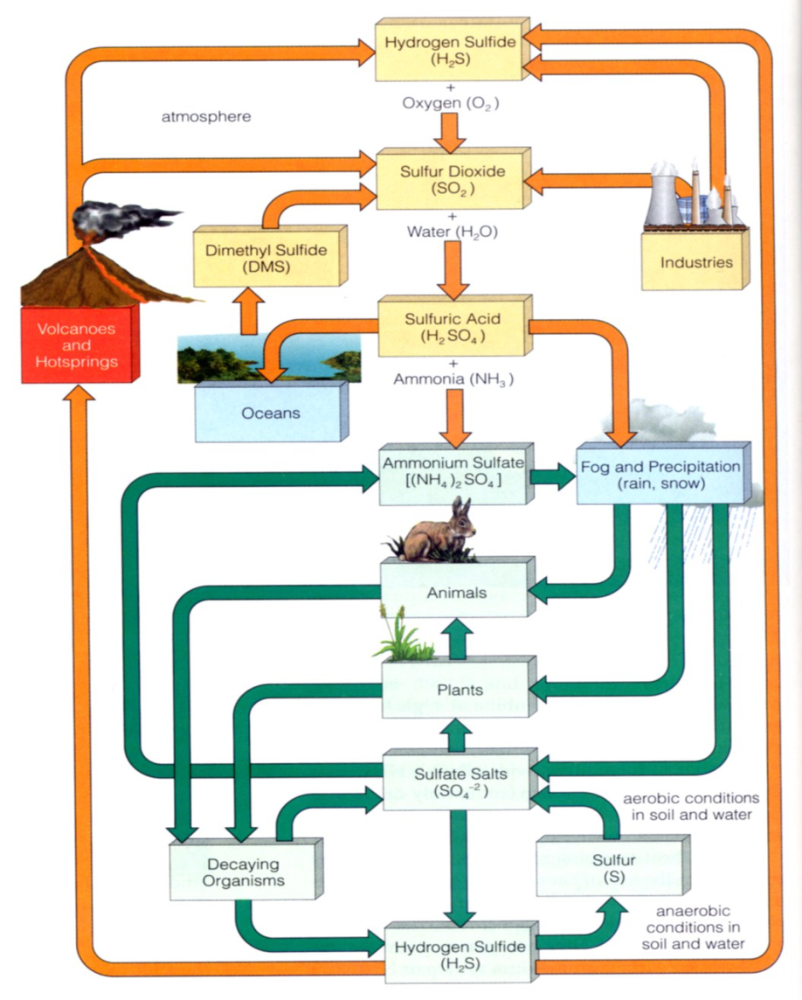 Hydrogen Sulfide
(H₂S)
+
Oxygen (O₂)
atmosphere
Sulfur Dioxide
(SO₂)
+
Water (H₂O)
Dimethyl Sulfide
(DMS)
Industries
Volcanoes
and
Hotsprings
Sulfuric Acid
(H₂SO₄)
+
Ammonia (NH₃)
Oceans
Ammonium Sulfate
[(NH₄)₂SO₄]
Fog and Precipitation
(rain, snow)
Animals
Plants
Sulfate Salts
(SO₄⁻²)
aerobic conditions
in soil and water
Decaying
Organisms
Sulfur
(S)
anaerobic
conditions in
soil and water
Hydrogen Sulfide
(H₂S)